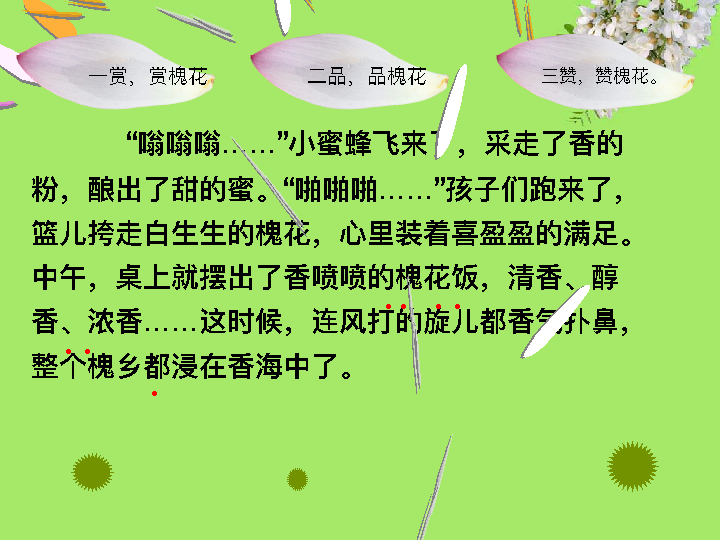 一赏，赏槐花
二品，品槐花
三赞，赞槐花。
“嗡嗡嗡……”小蜜蜂飞来了，采走了香的
粉，酿出了甜的蜜。“啪啪啪……”孩子们跑来了，
篮儿挎走白生生的槐花，心里装着喜盈盈的满足。
中午，桌上就摆出了香喷喷的槐花饭，清香、醇
香、浓香……这时候，连风打的旋儿都香气扑鼻，
整个槐乡都浸在香海中了。